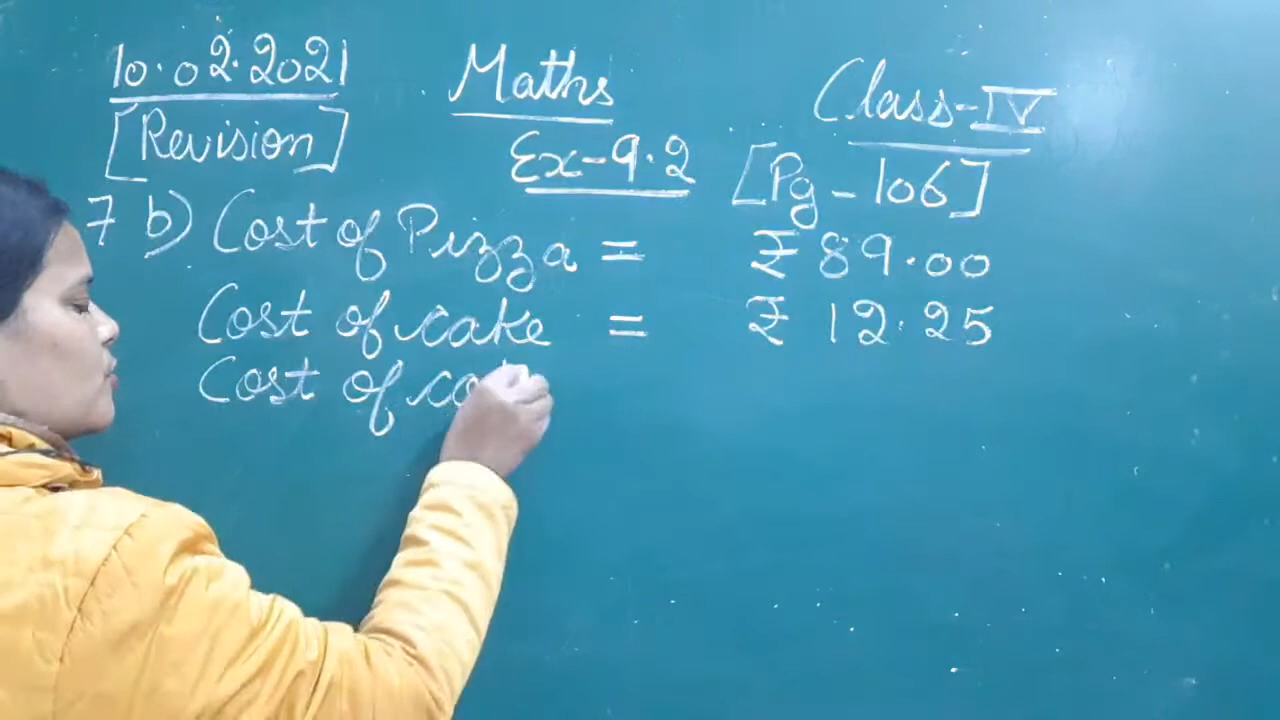 10.02.2021 Maths Class-IV
[Revision] Ex-9.2 [Pg-106]
7 b) Cost of Pizza = ₹ 89.00
Cost of cake = ₹ 12.25
Cost of